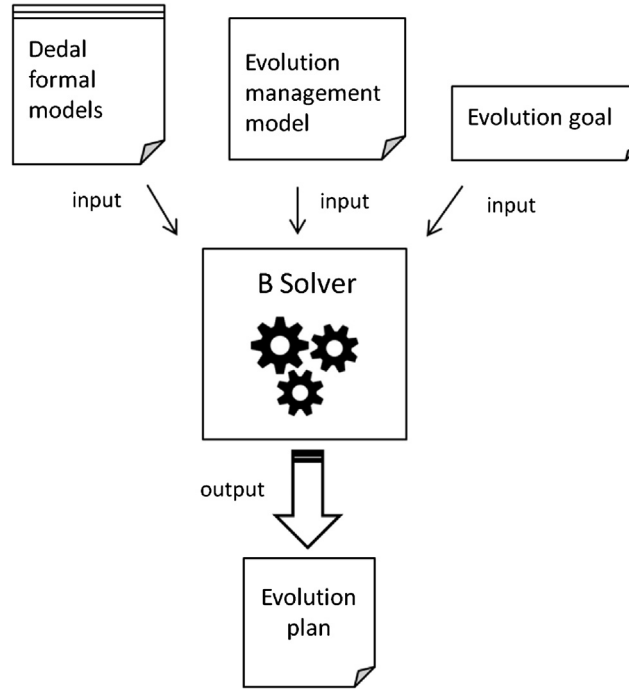 Dedal
formal
models
Evolution
management
model
Evolution goal
input
input
input
B Solver
output
Evolution
plan